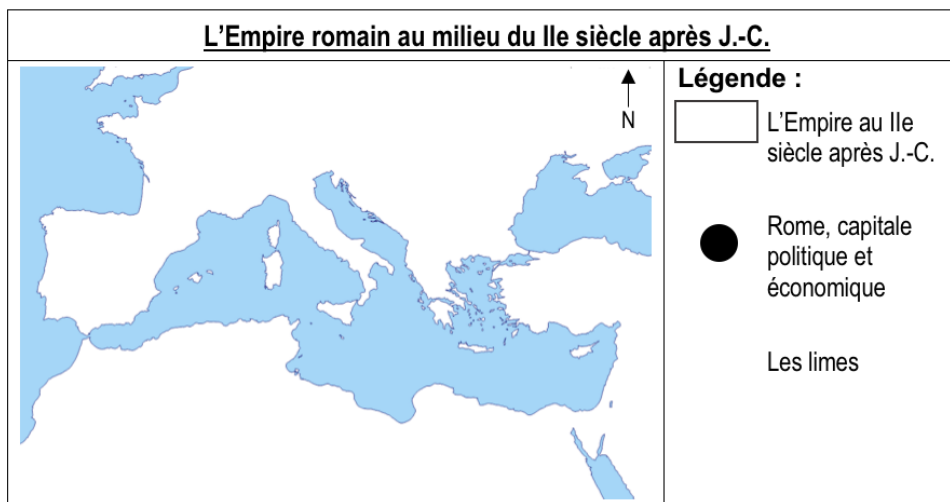 L'Empire romain au milieu du IIe siècle après J.-C.
N
Légende :
L'Empire au IIe
siècle après J.-C.
Rome, capitale
politique et
économique
Les limes